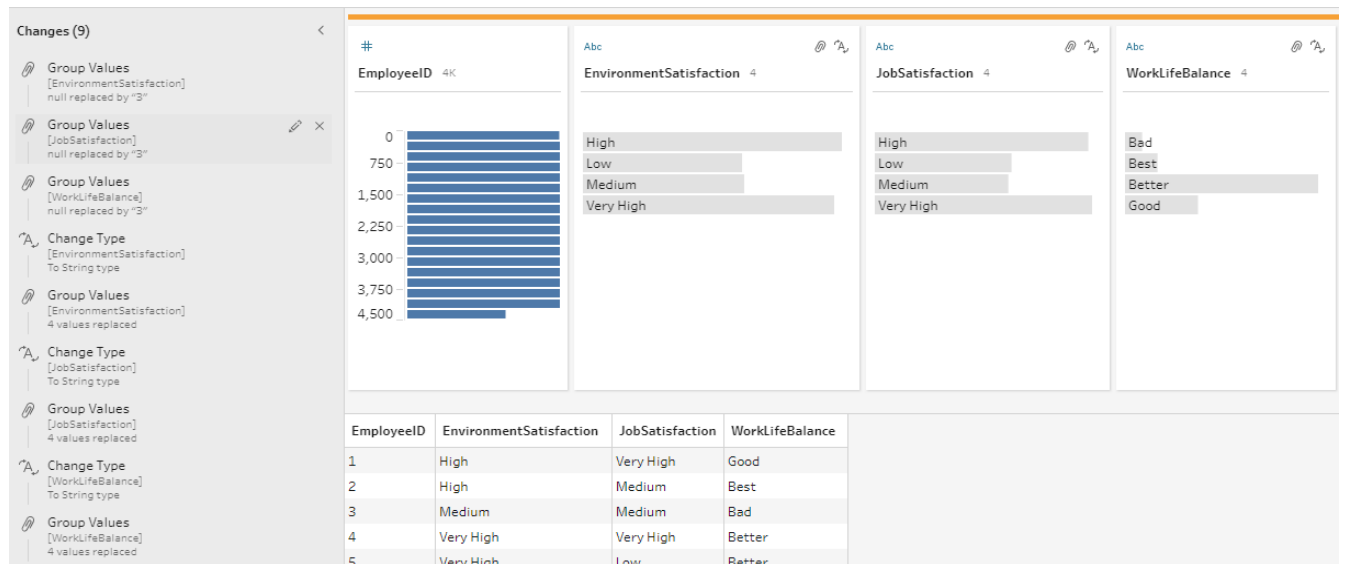 Changes (9)
Group Values
[EnvironmentSatisfaction]
null replaced by "3"
Group Values
[JobSatisfaction]
null replaced by "3"
Group Values
[WorkLifeBalance]
null replaced by "3"
Change Type
[EnvironmentSatisfaction]
To String type
Group Values
[EnvironmentSatisfaction]
4 values replaced
Change Type
[JobSatisfaction]
To String type
Group Values
[JobSatisfaction]
4 values replaced
Change Type
[WorkLifeBalance]
To String type
Group Values
[WorkLifeBalance]
4 values replaced
#
EmployeeID 4K
0
750
1,500
2,250
3,000
3,750
4,500
Abc
EnvironmentSatisfaction 4
High
Low
Medium
Very High
Abc
JobSatisfaction 4
High
Low
Medium
Very High
Abc
WorkLifeBalance 4
Bad
Best
Better
Good
EmployeeID EnvironmentSatisfaction JobSatisfaction WorkLifeBalance
1 High Very High Good
2 High Medium Best
3 Medium Medium Bad
4 Very High Very High Better
5 Very High Low Better